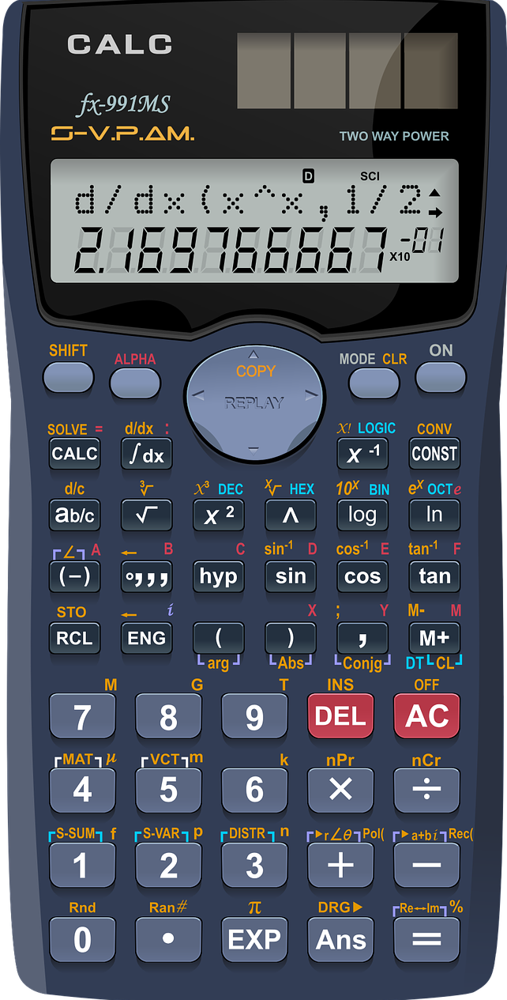 CALC
fx-991MS
S-V.P.AM.
TWO WAY POWER
D SCI
d/dx(x^x,1/2
2.169766667 X10 -01
SHIFT ALPHA COPY MODE CLR ON
REPLAY
SOLVE = d/dx : X! LOGIC CONV
CALC ∫dx x -1 CONST
d/c ³√ X³ DEC X√ HEX 10X BIN eX OCT e
ab/c √ x 2 ^ log ln
∠ A ← B C sin-1 D cos-1 E tan-1 F
(−) °,,, hyp sin cos tan
STO ← i X ; Y M- M
RCL ENG ( ) , M+
arg Abs Conjg DT CL
M G T INS OFF
7 8 9 DEL AC
MAT μ VCT m k nPr nCr
4 5 6 × ÷
S-SUM f S-VAR p DISTR n ▶r∠θ Pol( ▶a+bi Rec(
1 2 3 + −
Rnd Ran# π DRG▶ Re↔Im %
0 • EXP Ans =